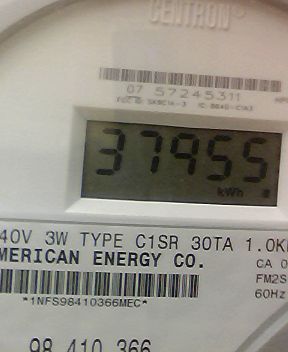 CENTRON
07 57245311
37955
kWh
40V 3W TYPE C1SR 30TA 1.0K
MERICAN ENERGY CO.
CA 0
FM2S
60Hz
*1NFS98410366MEC*
98 410 366